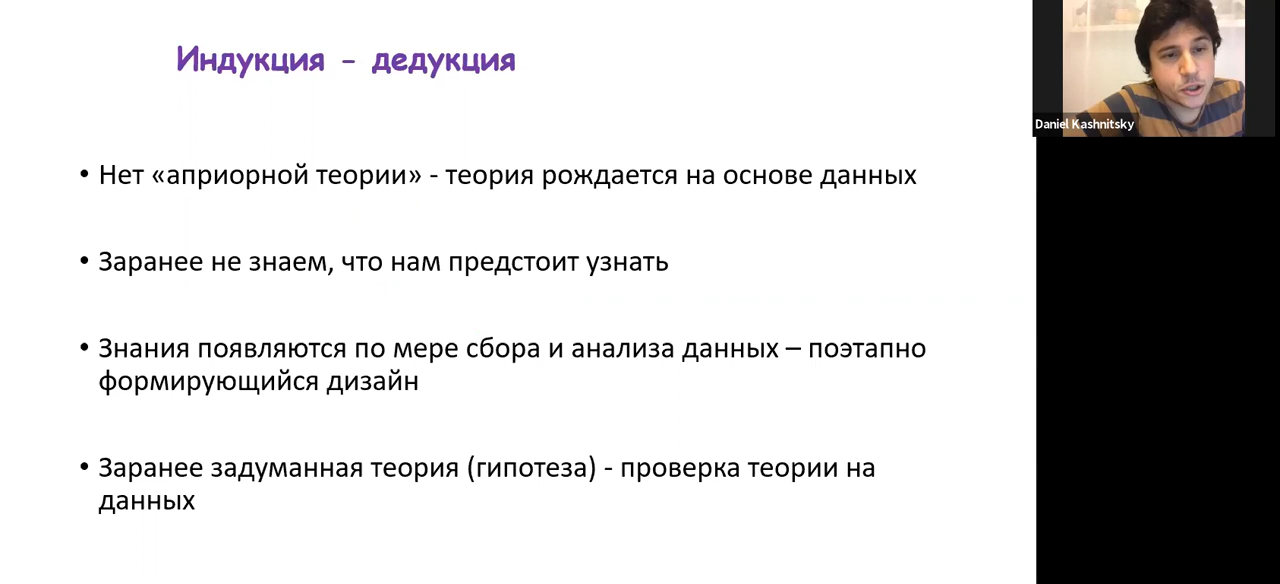 Индукция - дедукция
Daniel Kashnitsky
• Нет «априорной теории» - теория рождается на основе данных
• Заранее не знаем, что нам предстоит узнать
• Знания появляются по мере сбора и анализа данных – поэтапно
формирующийся дизайн
• Заранее задуманная теория (гипотеза) - проверка теории на
данных